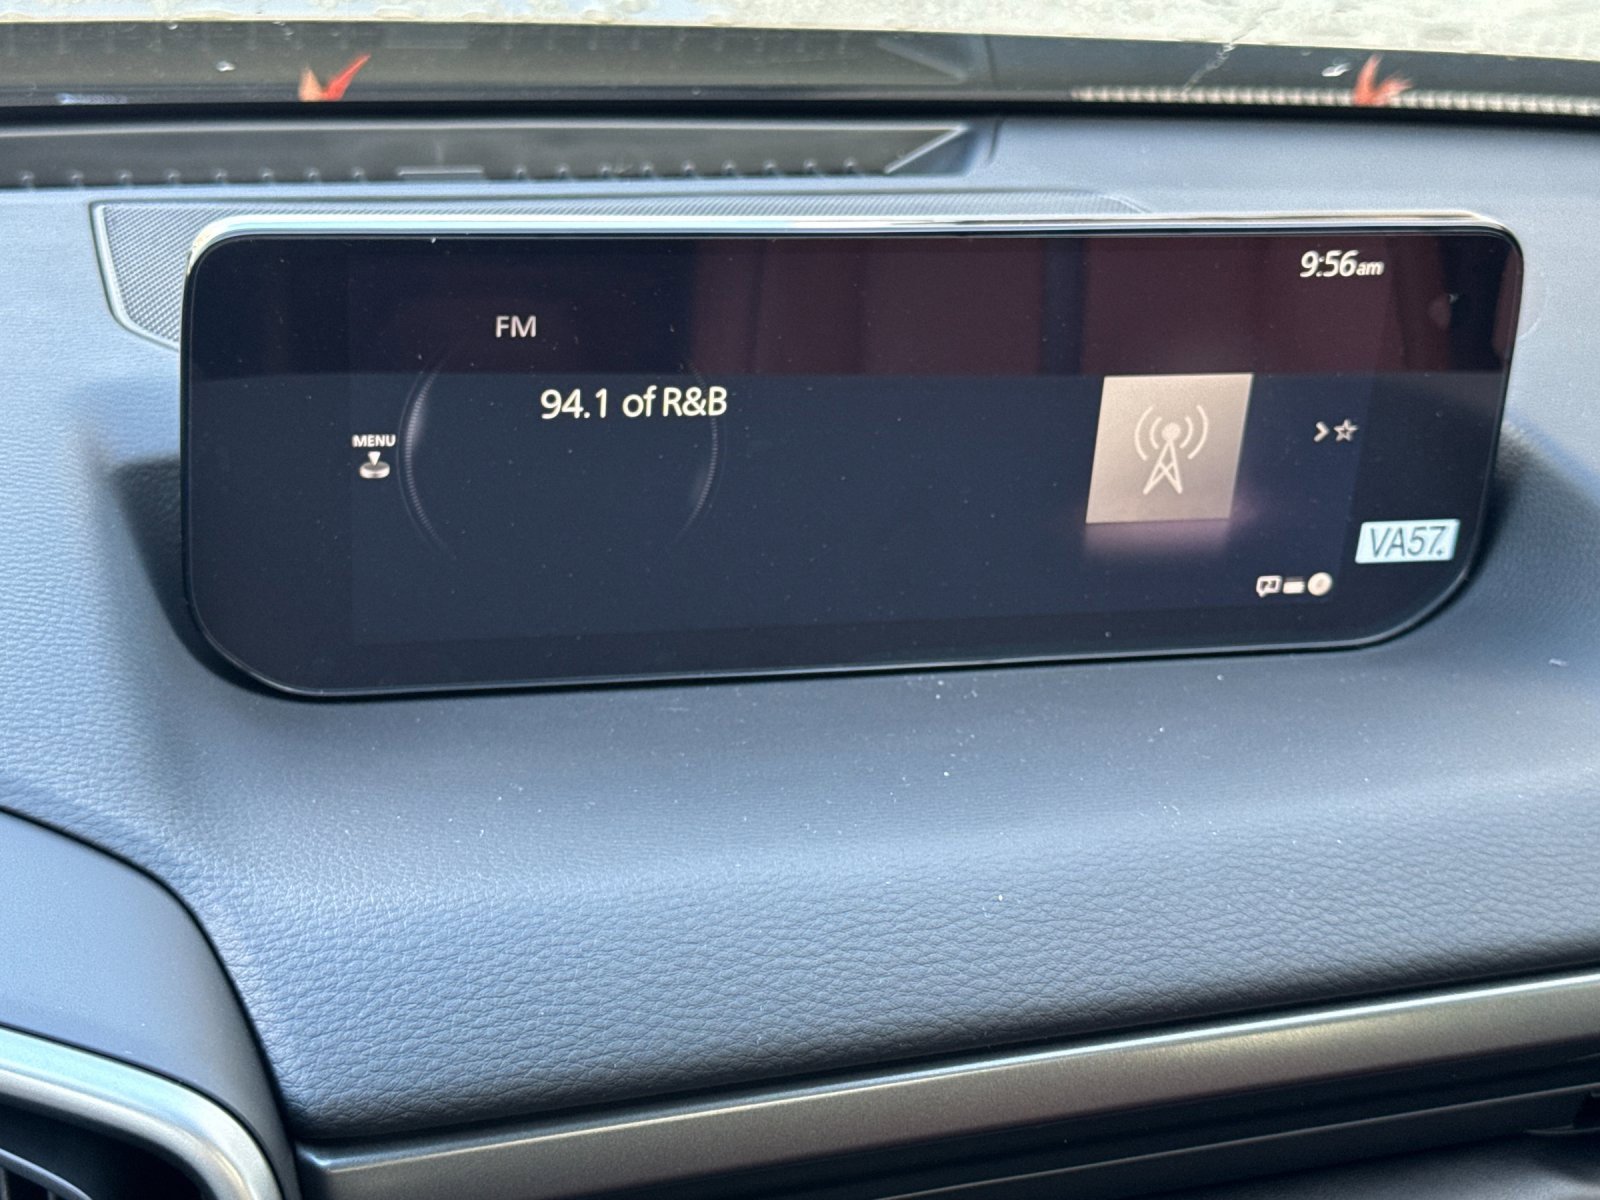 9:56am
FM
94.1 of R&B
MENU
VA57.